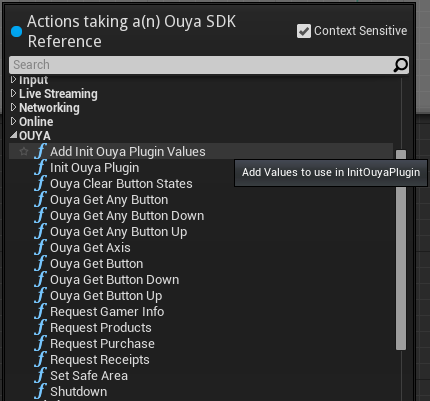 Actions taking a(n) Ouya SDK
Reference
Context Sensitive
Search
Input
Live Streaming
Networking
Online
OUYA
Add Init Ouya Plugin Values
Init Ouya Plugin
Add Values to use in InitOuyaPlugin
Ouya Clear Button States
Ouya Get Any Button
Ouya Get Any Button Down
Ouya Get Any Button Up
Ouya Get Axis
Ouya Get Button
Ouya Get Button Down
Ouya Get Button Up
Request Gamer Info
Request Products
Request Purchase
Request Receipts
Set Safe Area
Shutdown